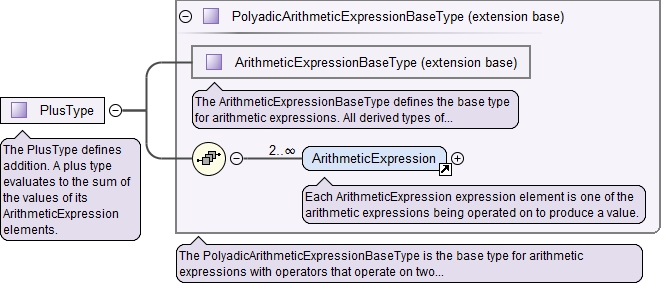 PolyadicArithmeticExpressionBaseType (extension base)
ArithmeticExpressionBaseType (extension base)
The ArithmeticExpressionBaseType defines the base type
for arithmetic expressions. All derived types of...
PlusType
The PlusType defines
addition. A plus type
evaluates to the sum of
the values of its
ArithmeticExpression
elements.
2..∞
ArithmeticExpression
Each ArithmeticExpression expression element is one of the
arithmetic expressions being operated on to produce a value.
The PolyadicArithmeticExpressionBaseType is the base type for arithmetic
expressions with operators that operate on two...